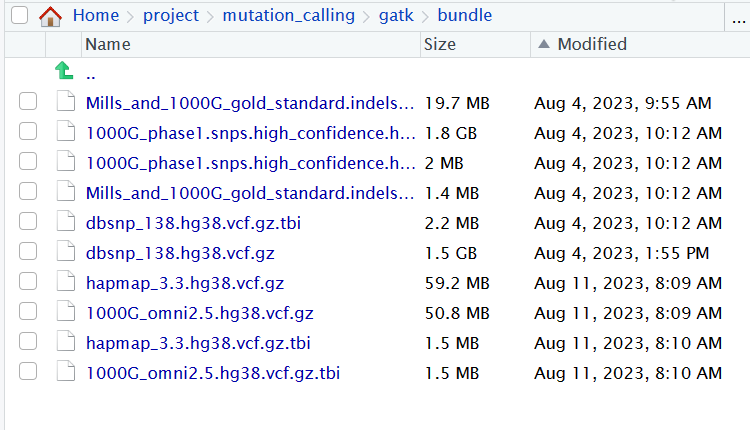 Home project mutation_calling gatk bundle ...
Name Size Modified
..
Mills_and_1000G_gold_standard.indels... 19.7 MB Aug 4, 2023, 9:55 AM
1000G_phase1.snps.high_confidence.h... 1.8 GB Aug 4, 2023, 10:12 AM
1000G_phase1.snps.high_confidence.h... 2 MB Aug 4, 2023, 10:12 AM
Mills_and_1000G_gold_standard.indels... 1.4 MB Aug 4, 2023, 10:12 AM
dbsnp_138.hg38.vcf.gz.tbi 2.2 MB Aug 4, 2023, 10:12 AM
dbsnp_138.hg38.vcf.gz 1.5 GB Aug 4, 2023, 1:55 PM
hapmap_3.3.hg38.vcf.gz 59.2 MB Aug 11, 2023, 8:09 AM
1000G_omni2.5.hg38.vcf.gz 50.8 MB Aug 11, 2023, 8:09 AM
hapmap_3.3.hg38.vcf.gz.tbi 1.5 MB Aug 11, 2023, 8:10 AM
1000G_omni2.5.hg38.vcf.gz.tbi 1.5 MB Aug 11, 2023, 8:10 AM